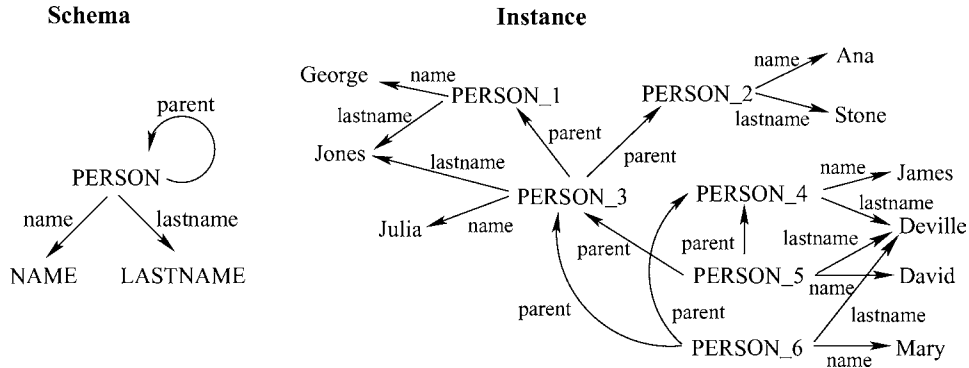 Schema
parent
PERSON
name
lastname
NAME
LASTNAME
Instance
George
name
PERSON_1
lastname
Jones
PERSON_2
name
Ana
lastname
Stone
parent
parent
lastname
PERSON_3
Julia
name
PERSON_4
name
James
lastname
Deville
parent
parent
lastname
PERSON_5
name
David
parent
parent
lastname
PERSON_6
name
Mary